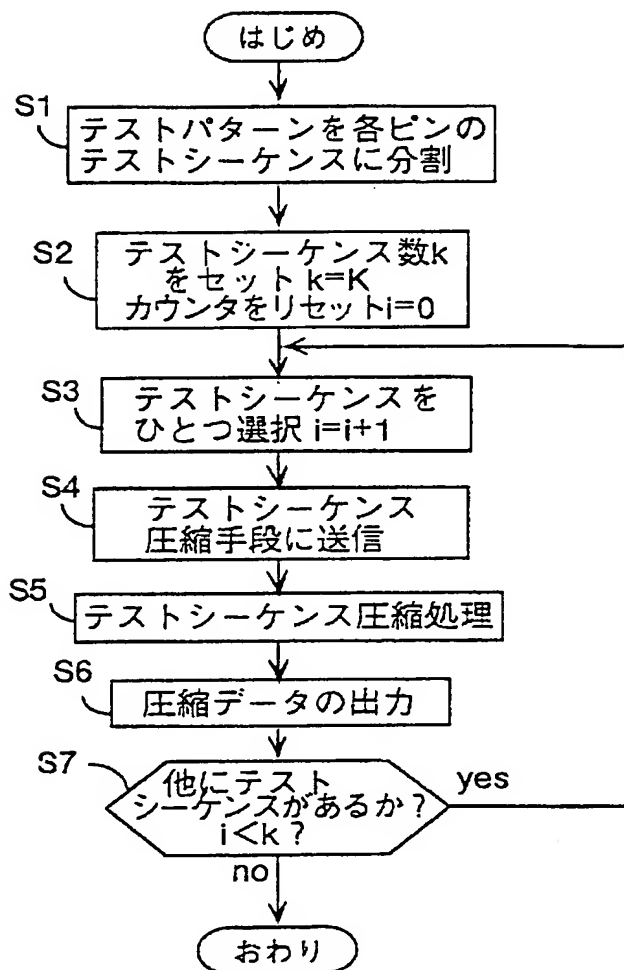 はじめ
S1
テストパターンを各ピンの
テストシーケンスに分割
S2
テストシーケンス数k
をセット k=K
カウンタをリセットi=0
S3
テストシーケンスを
ひとつ選択 i=i+1
S4
テストシーケンス
圧縮手段に送信
S5
テストシーケンス圧縮処理
S6
圧縮データの出力
S7
他にテスト
シーケンスがあるか?
i<k?
yes
no
おわり